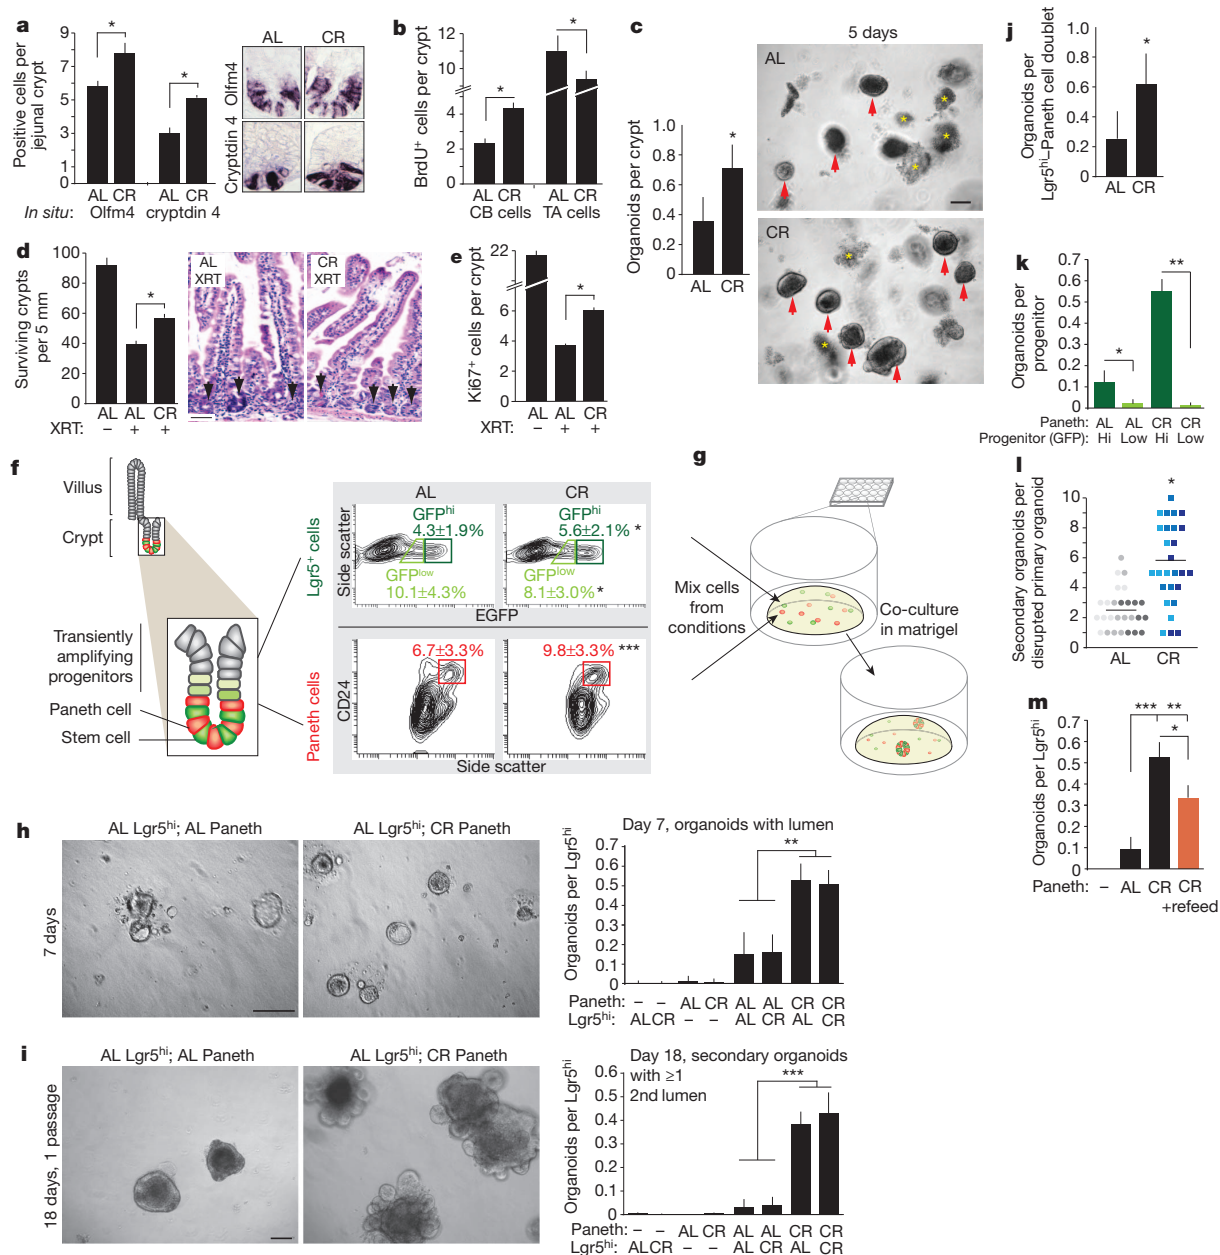 a
Positive cells per
jejunal crypt
9
7
5
3
1
0
*
*
AL CR
AL CR
In situ: Olfm4 cryptdin 4
AL CR
Olfm4
Cryptdin 4
b
BrdU+ cells per crypt
12
10
8
4
2
0
*
*
AL CR
AL CR
CB cells
TA cells
c
5 days
Organoids per crypt
1.0
0.8
0.6
0.4
0.2
0
*
AL CR
AL
CR
d
Surviving crypts
per 5 mm
100
80
60
40
20
0
*
AL AL CR
XRT: – + +
AL
XRT
CR
XRT
e
Ki67+ cells per crypt
22
8
6
4
2
0
*
AL AL CR
XRT: – + +
f
Villus
Crypt
Transiently
amplifying
progenitors
Paneth cell
Stem cell
Lgr5+ cells
Paneth cells
AL CR
Side scatter
GFPhi
4.3±1.9%
GFPlow
10.1±4.3%
GFPhi
5.6±2.1% *
GFPlow
8.1±3.0% *
EGFP
CD24
6.7±3.3%
9.8±3.3% ***
Side scatter
g
Mix cells
from
conditions
Co-culture
in matrigel
h
AL Lgr5hi; AL Paneth
AL Lgr5hi; CR Paneth
7 days
Day 7, organoids with lumen
Organoids per Lgr5hi
0.7
0.6
0.5
0.4
0.3
0.2
0.1
0
**
Paneth: – – AL CR AL AL CR CR
Lgr5hi: AL CR – – AL CR AL CR
i
AL Lgr5hi; AL Paneth
AL Lgr5hi; CR Paneth
18 days, 1 passage
Day 18, secondary organoids
with ≥1
2nd lumen
Organoids per Lgr5hi
0.6
0.5
0.4
0.3
0.2
0.1
0
***
Paneth: – – AL CR AL AL CR CR
Lgr5hi: AL CR – – AL CR AL CR
j
Organoids per
Lgr5hi–Paneth cell doublet
1.0
0.8
0.6
0.4
0.2
0
*
AL CR
k
Organoids per
progenitor
0.7
0.6
0.5
0.4
0.3
0.2
0.1
0
*
**
Paneth: AL AL CR CR
Progenitor (GFP): Hi Low Hi Low
l
Secondary organoids per
disrupted primary organoid
10
8
6
4
2
0
*
AL CR
m
Organoids per Lgr5hi
0.7
0.6
0.5
0.4
0.3
0.2
0.1
0
*** **
*
Paneth: – AL CR CR
+refeed